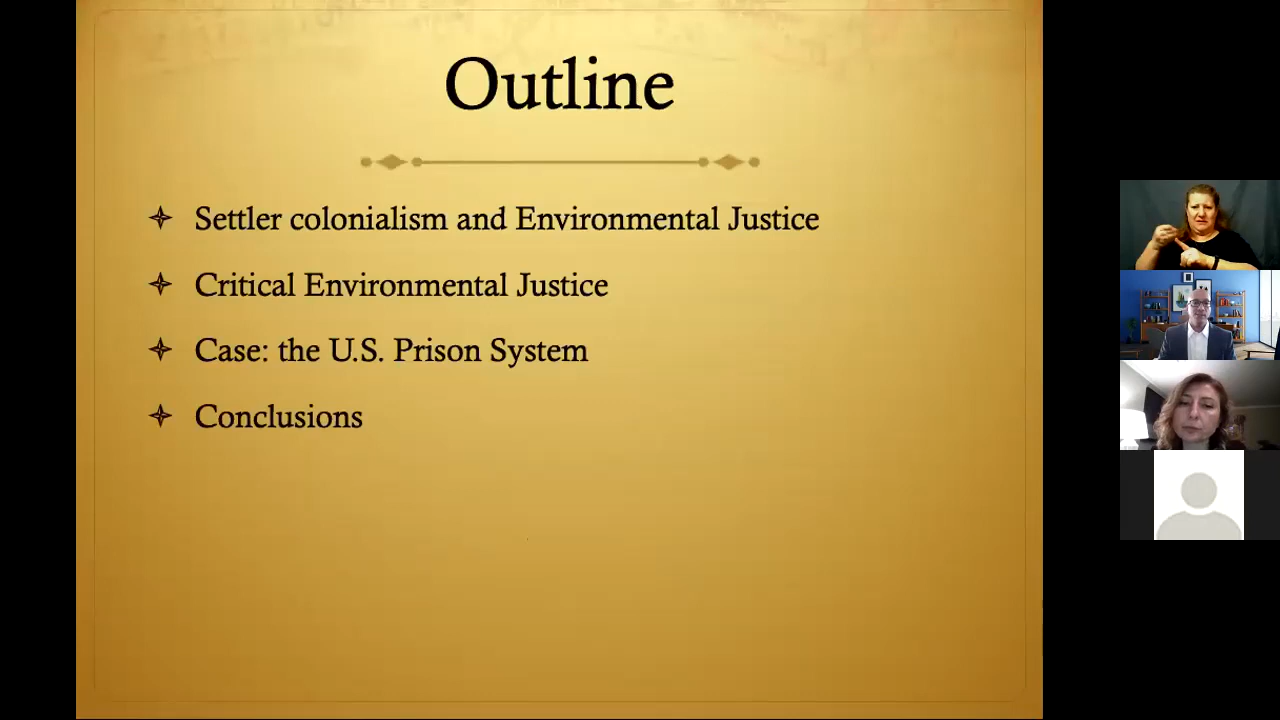 Outline
Settler colonialism and Environmental Justice
Critical Environmental Justice
Case: the U.S. Prison System
Conclusions